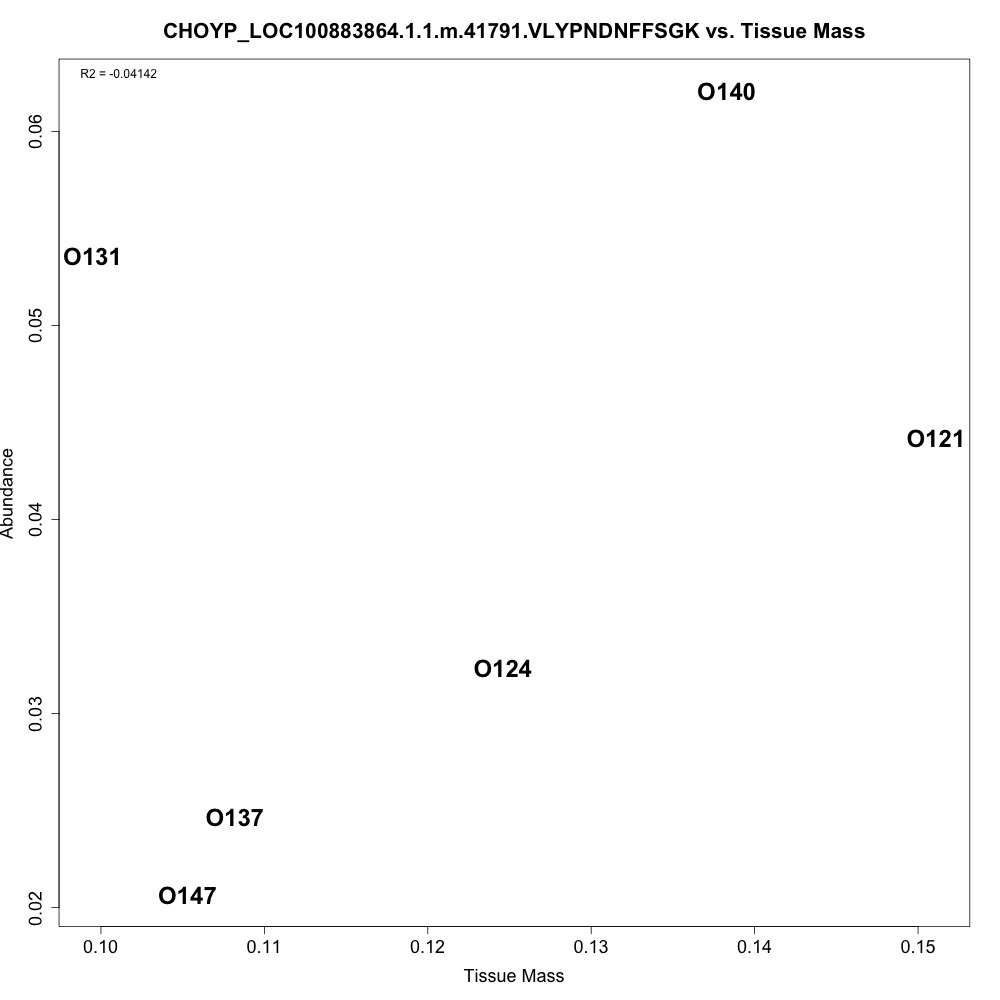 CHOYP_LOC100883864.1.1.m.41791.VLYPNDNFFSGK vs. Tissue Mass
R2 = -0.04142
O140
0.06
O131
0.05
O121
Abundance
0.04
O124
0.03
O137
O147
0.02
0.10 0.11 0.12 0.13 0.14 0.15
Tissue Mass